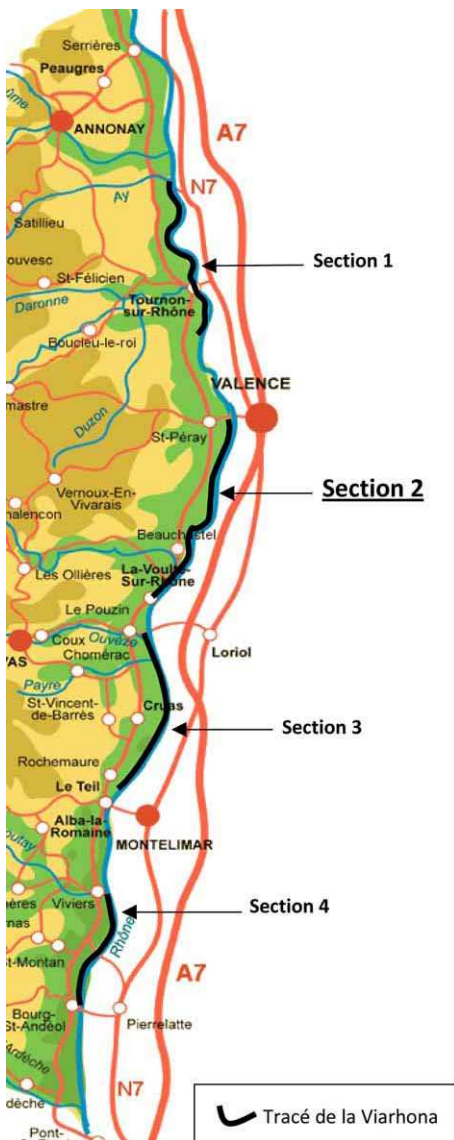 Serrières
Peaugres
ANNONAY
A7
N7
Ay
Satillieu
Section 1
St-Félicien
Daronne
Tournon-
sur-Rhône
Boucieu-le-roi
VALENCE
Duzon
St-Péray
Section 2
Vernoux-En-
Vivarais
Beauchastel
La-Voulte-
Sur-Rhône
Les Ollières
Le Pouzin
Coux
Ouvèze
Chomérac
Loriol
VAS
Payre
St-Vincent-
de-Barrès
Cruas
Section 3
Rochemaure
Le Teil
Alba-la-
Romaine
MONTELIMAR
Viviers
Section 4
Rhône
St-Montan
A7
Bourg-
St-Andéol
Pierrelatte
Ardèche
N7
Pont-
Tracé de la Viarhona